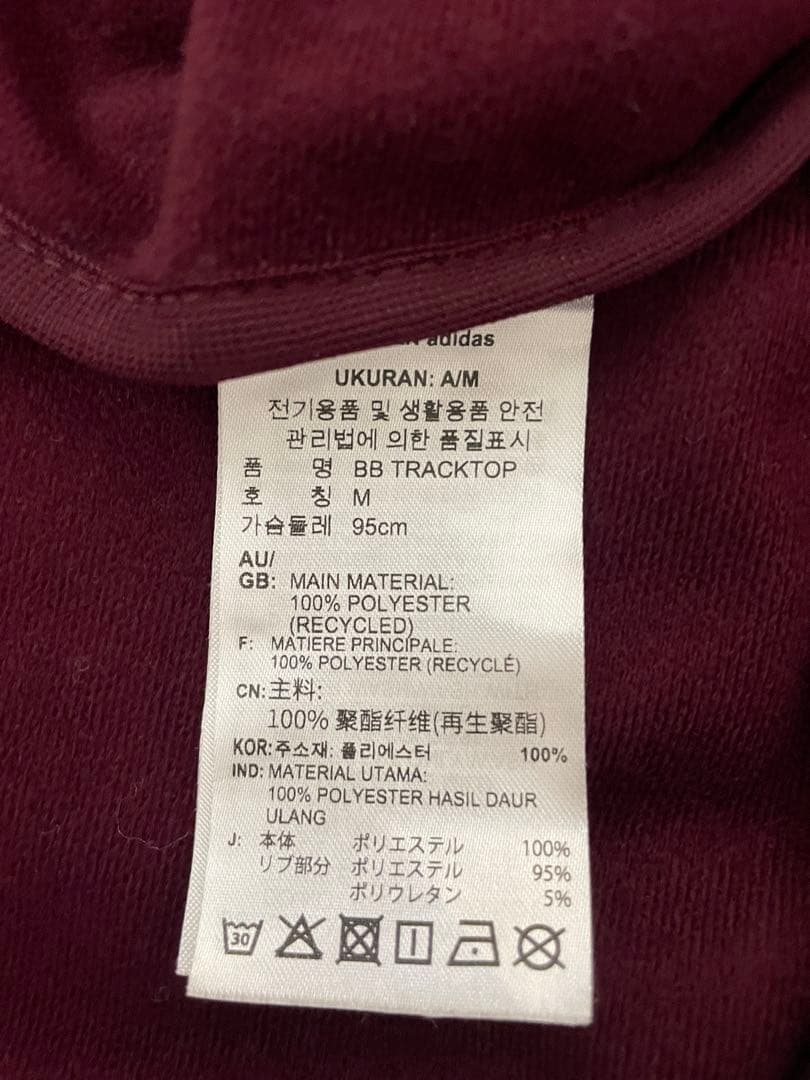 adidas
UKURAN: A/M
전기용품 및 생활용품 안전
관리법에 의한 품질표시
품 명 BB TRACKTOP
호 칭 M
가슴둘레 95cm
AU/
GB: MAIN MATERIAL:
100% POLYESTER
(RECYCLED)
F: MATIERE PRINCIPALE:
100% POLYESTER (RECYCLÉ)
CN:主料:
100% 聚酯纤维(再生聚酯)
KOR:주소재: 폴리에스터 100%
IND: MATERIAL UTAMA:
100% POLYESTER HASIL DAUR
ULANG
J: 本体 ポリエステル 100%
リブ部分 ポリエステル 95%
ポリウレタン 5%
30